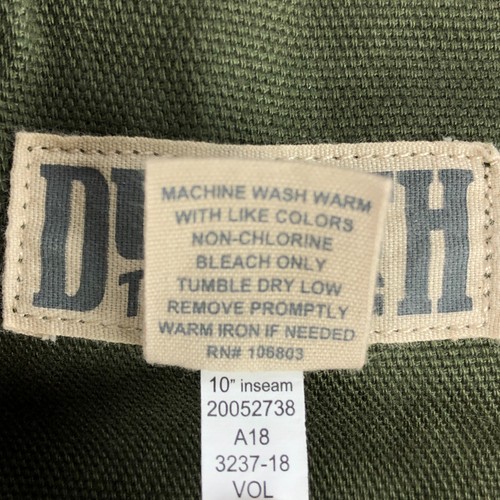 MACHINE WASH WARM
WITH LIKE COLORS
NON-CHLORINE
BLEACH ONLY
TUMBLE DRY LOW
REMOVE PROMPTLY
WARM IRON IF NEEDED
RN# 106803
10" inseam
20052738
A18
3237-18
VOL